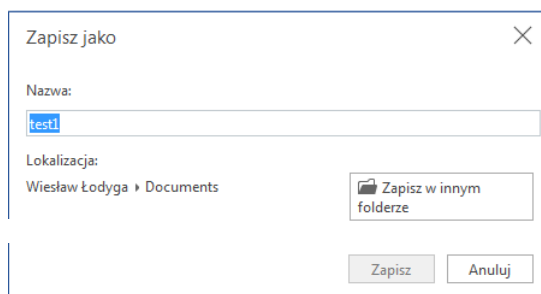 Zapisz jako
Nazwa:
test1
Lokalizacja:
Wiesław Łodyga ▸ Documents
Zapisz w innym
folderze
Zapisz
Anuluj